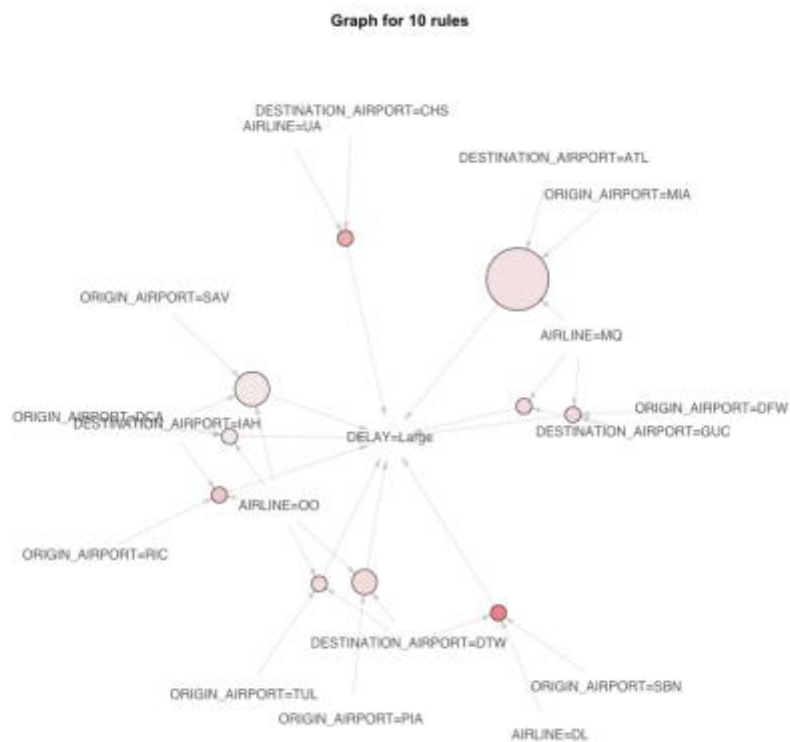 Graph for 10 rules
DESTINATION_AIRPORT=CHS
AIRLINE=UA
DESTINATION_AIRPORT=ATL
ORIGIN_AIRPORT=MIA
ORIGIN_AIRPORT=SAV
AIRLINE=MQ
ORIGIN_AIRPORT=DFW
ORIGIN_AIRPORT=DCA
DESTINATION_AIRPORT=IAH
DESTINATION_AIRPORT=GUC
DELAY=Large
AIRLINE=OO
ORIGIN_AIRPORT=RIC
DESTINATION_AIRPORT=DTW
ORIGIN_AIRPORT=SBN
ORIGIN_AIRPORT=TUL
ORIGIN_AIRPORT=PIA
AIRLINE=DL